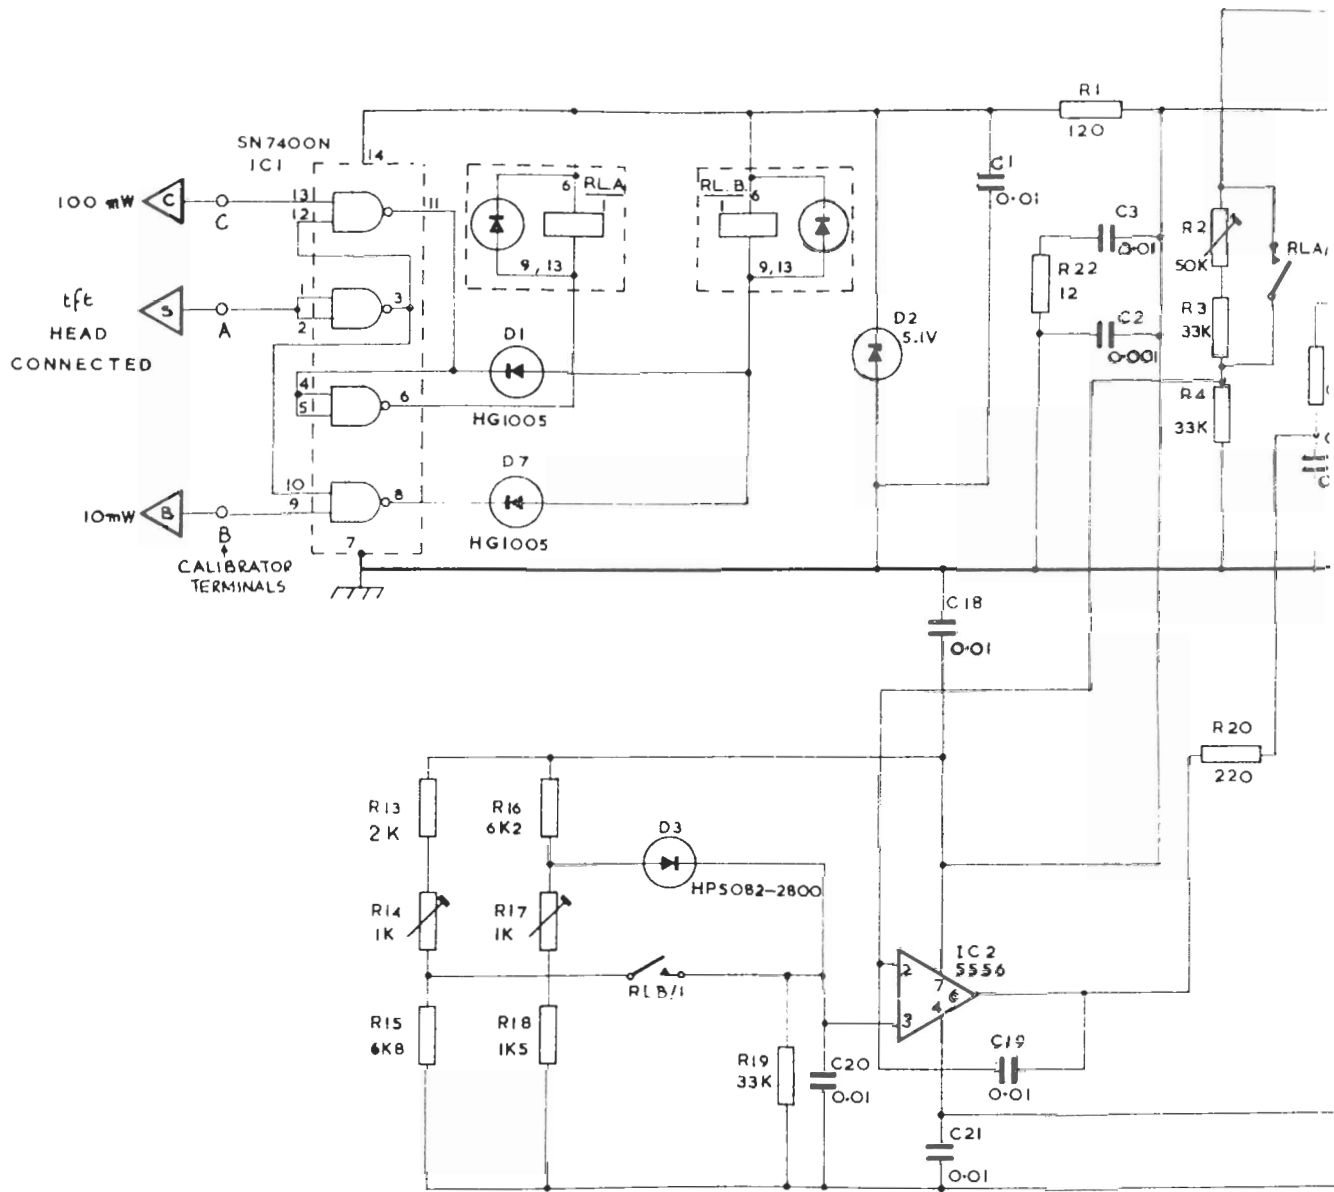 R1
120
SN7400N
IC1
14
C1
0.01
100 mW
C
C
13
12
11
6
RL.A
RL.B.
6
C3
0.01
R2
50K
RLA/
R22
12
9, 13
9, 13
tft
HEAD
CONNECTED
S
A
1
2
3
D1
HG1005
D2
5.1V
C2
0.001
R3
33K
4
5
6
R4
33K
D7
HG1005
10mW
B
B
10
9
8
7
CALIBRATOR
TERMINALS
C18
0.01
R20
220
R13
2K
R16
6K2
D3
HP5082-2800
R14
1K
R17
1K
RLB/1
IC2
5556
2
7
6
4
3
R15
6K8
R18
1K5
R19
33K
C20
0.01
C19
0.01
C21
0.01